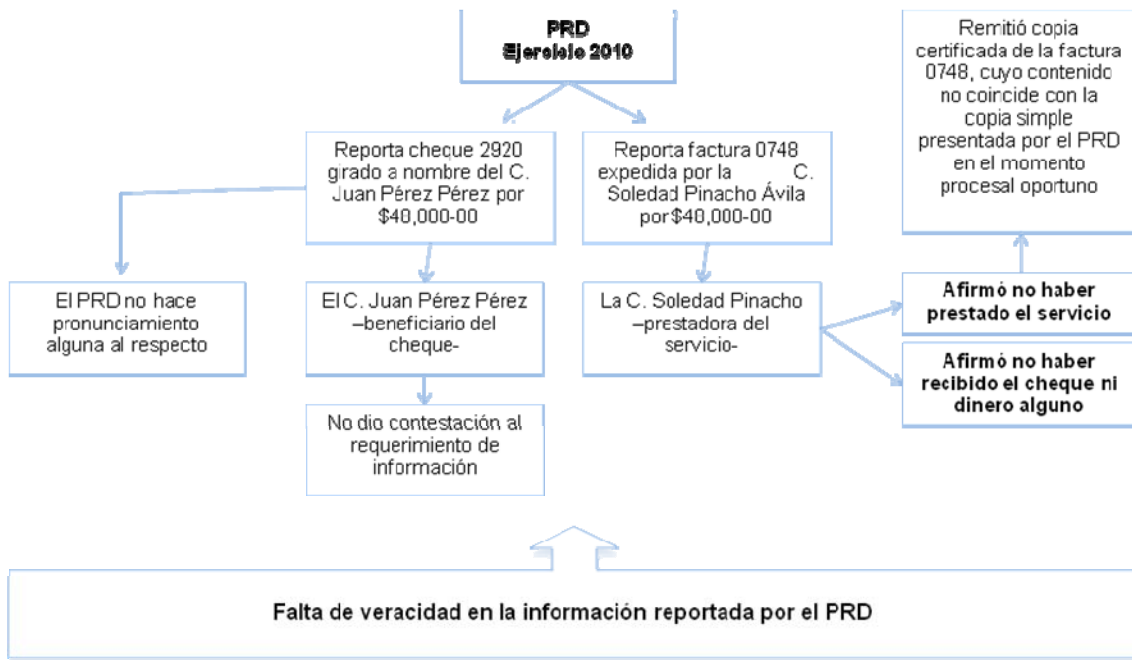 PRD
Ejercicio 2010
Remitió copia
certificada de la factura
0748, cuyo contenido
no coincide con la
copia simple
presentada por el PRD
en el momento
procesal oportuno
Reporta cheque 2920
girado a nombre del C.
Juan Pérez Pérez por
$40,000-00
Reporta factura 0748
expedida por la C.
Soledad Pinacho Ávila
por $40,000-00
El PRD no hace
pronunciamiento
alguna al respecto
El C. Juan Pérez Pérez
–beneficiario del
cheque-
La C. Soledad Pinacho
–prestadora del
servicio-
Afirmó no haber
prestado el servicio
Afirmó no haber
recibido el cheque ni
dinero alguno
No dio contestación al
requerimiento de
información
Falta de veracidad en la información reportada por el PRD